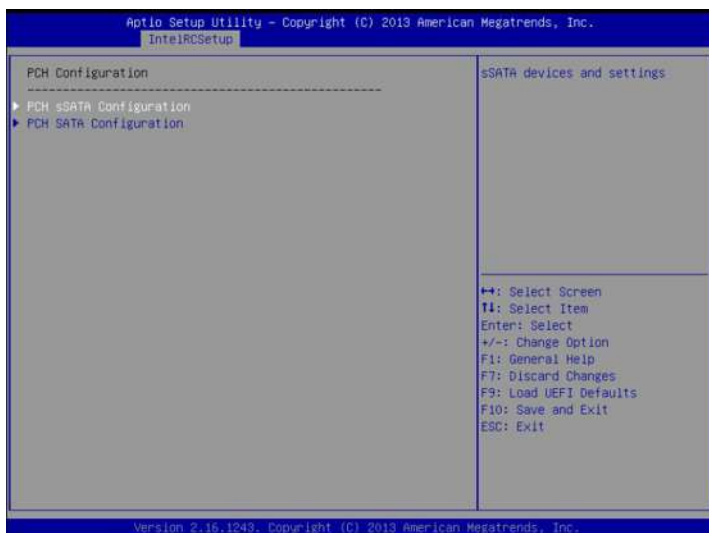 Aptio Setup Utility – Copyright (C) 2013 American Megatrends, Inc.
IntelRCSetup
PCH Configuration
--------------------------------------------------
PCH sSATA Configuration
PCH SATA Configuration
sSATA devices and settings
↔: Select Screen
↑↓: Select Item
Enter: Select
+/-: Change Option
F1: General Help
F7: Discard Changes
F9: Load UEFI Defaults
F10: Save and Exit
ESC: Exit
Version 2.16.1243. Copyright (C) 2013 American Megatrends, Inc.